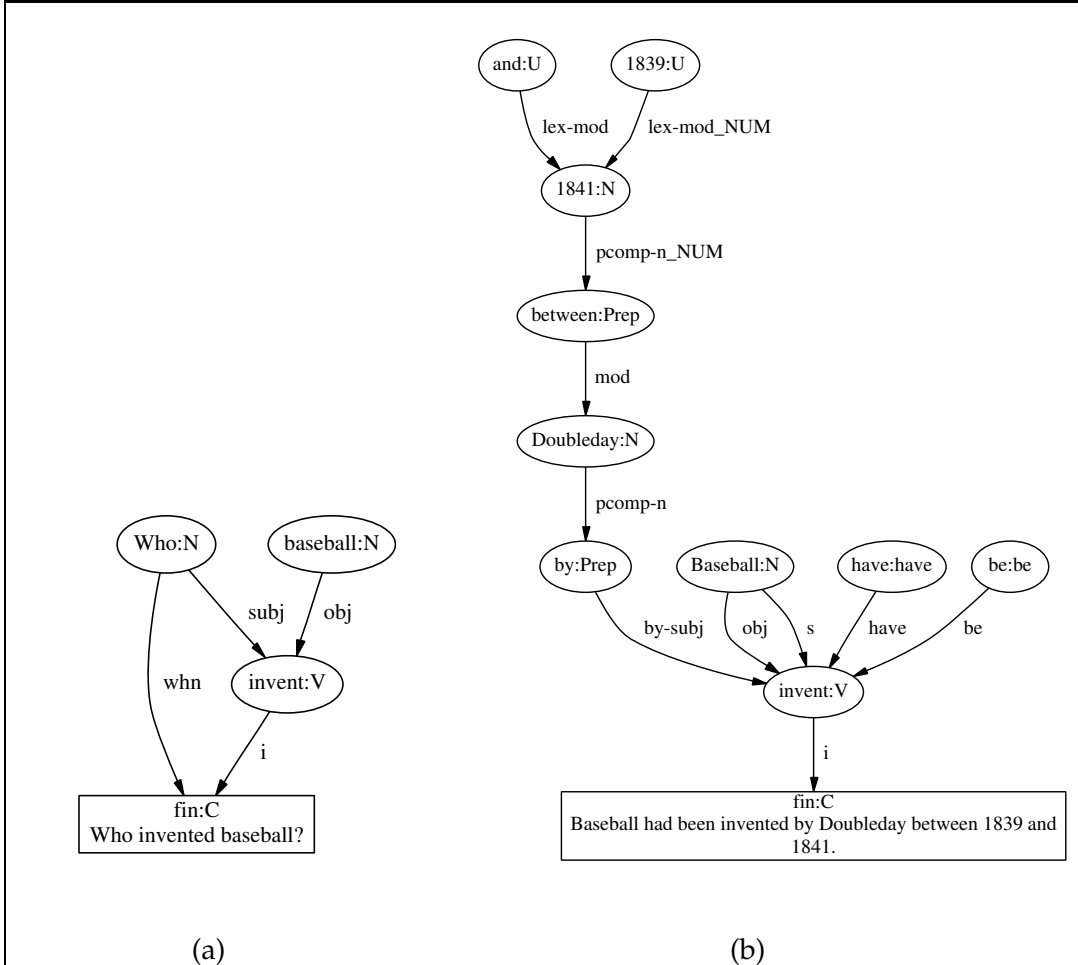 and:U 1839:U
lex-mod lex-mod_NUM
1841:N
pcomp-n_NUM
between:Prep
mod
Doubleday:N
pcomp-n
Who:N baseball:N
by:Prep Baseball:N have:have be:be
subj obj
by-subj obj s have be
whn
invent:V
invent:V
i
i
fin:C
Who invented baseball?
fin:C
Baseball had been invented by Doubleday between 1839 and
1841.
(a) (b)